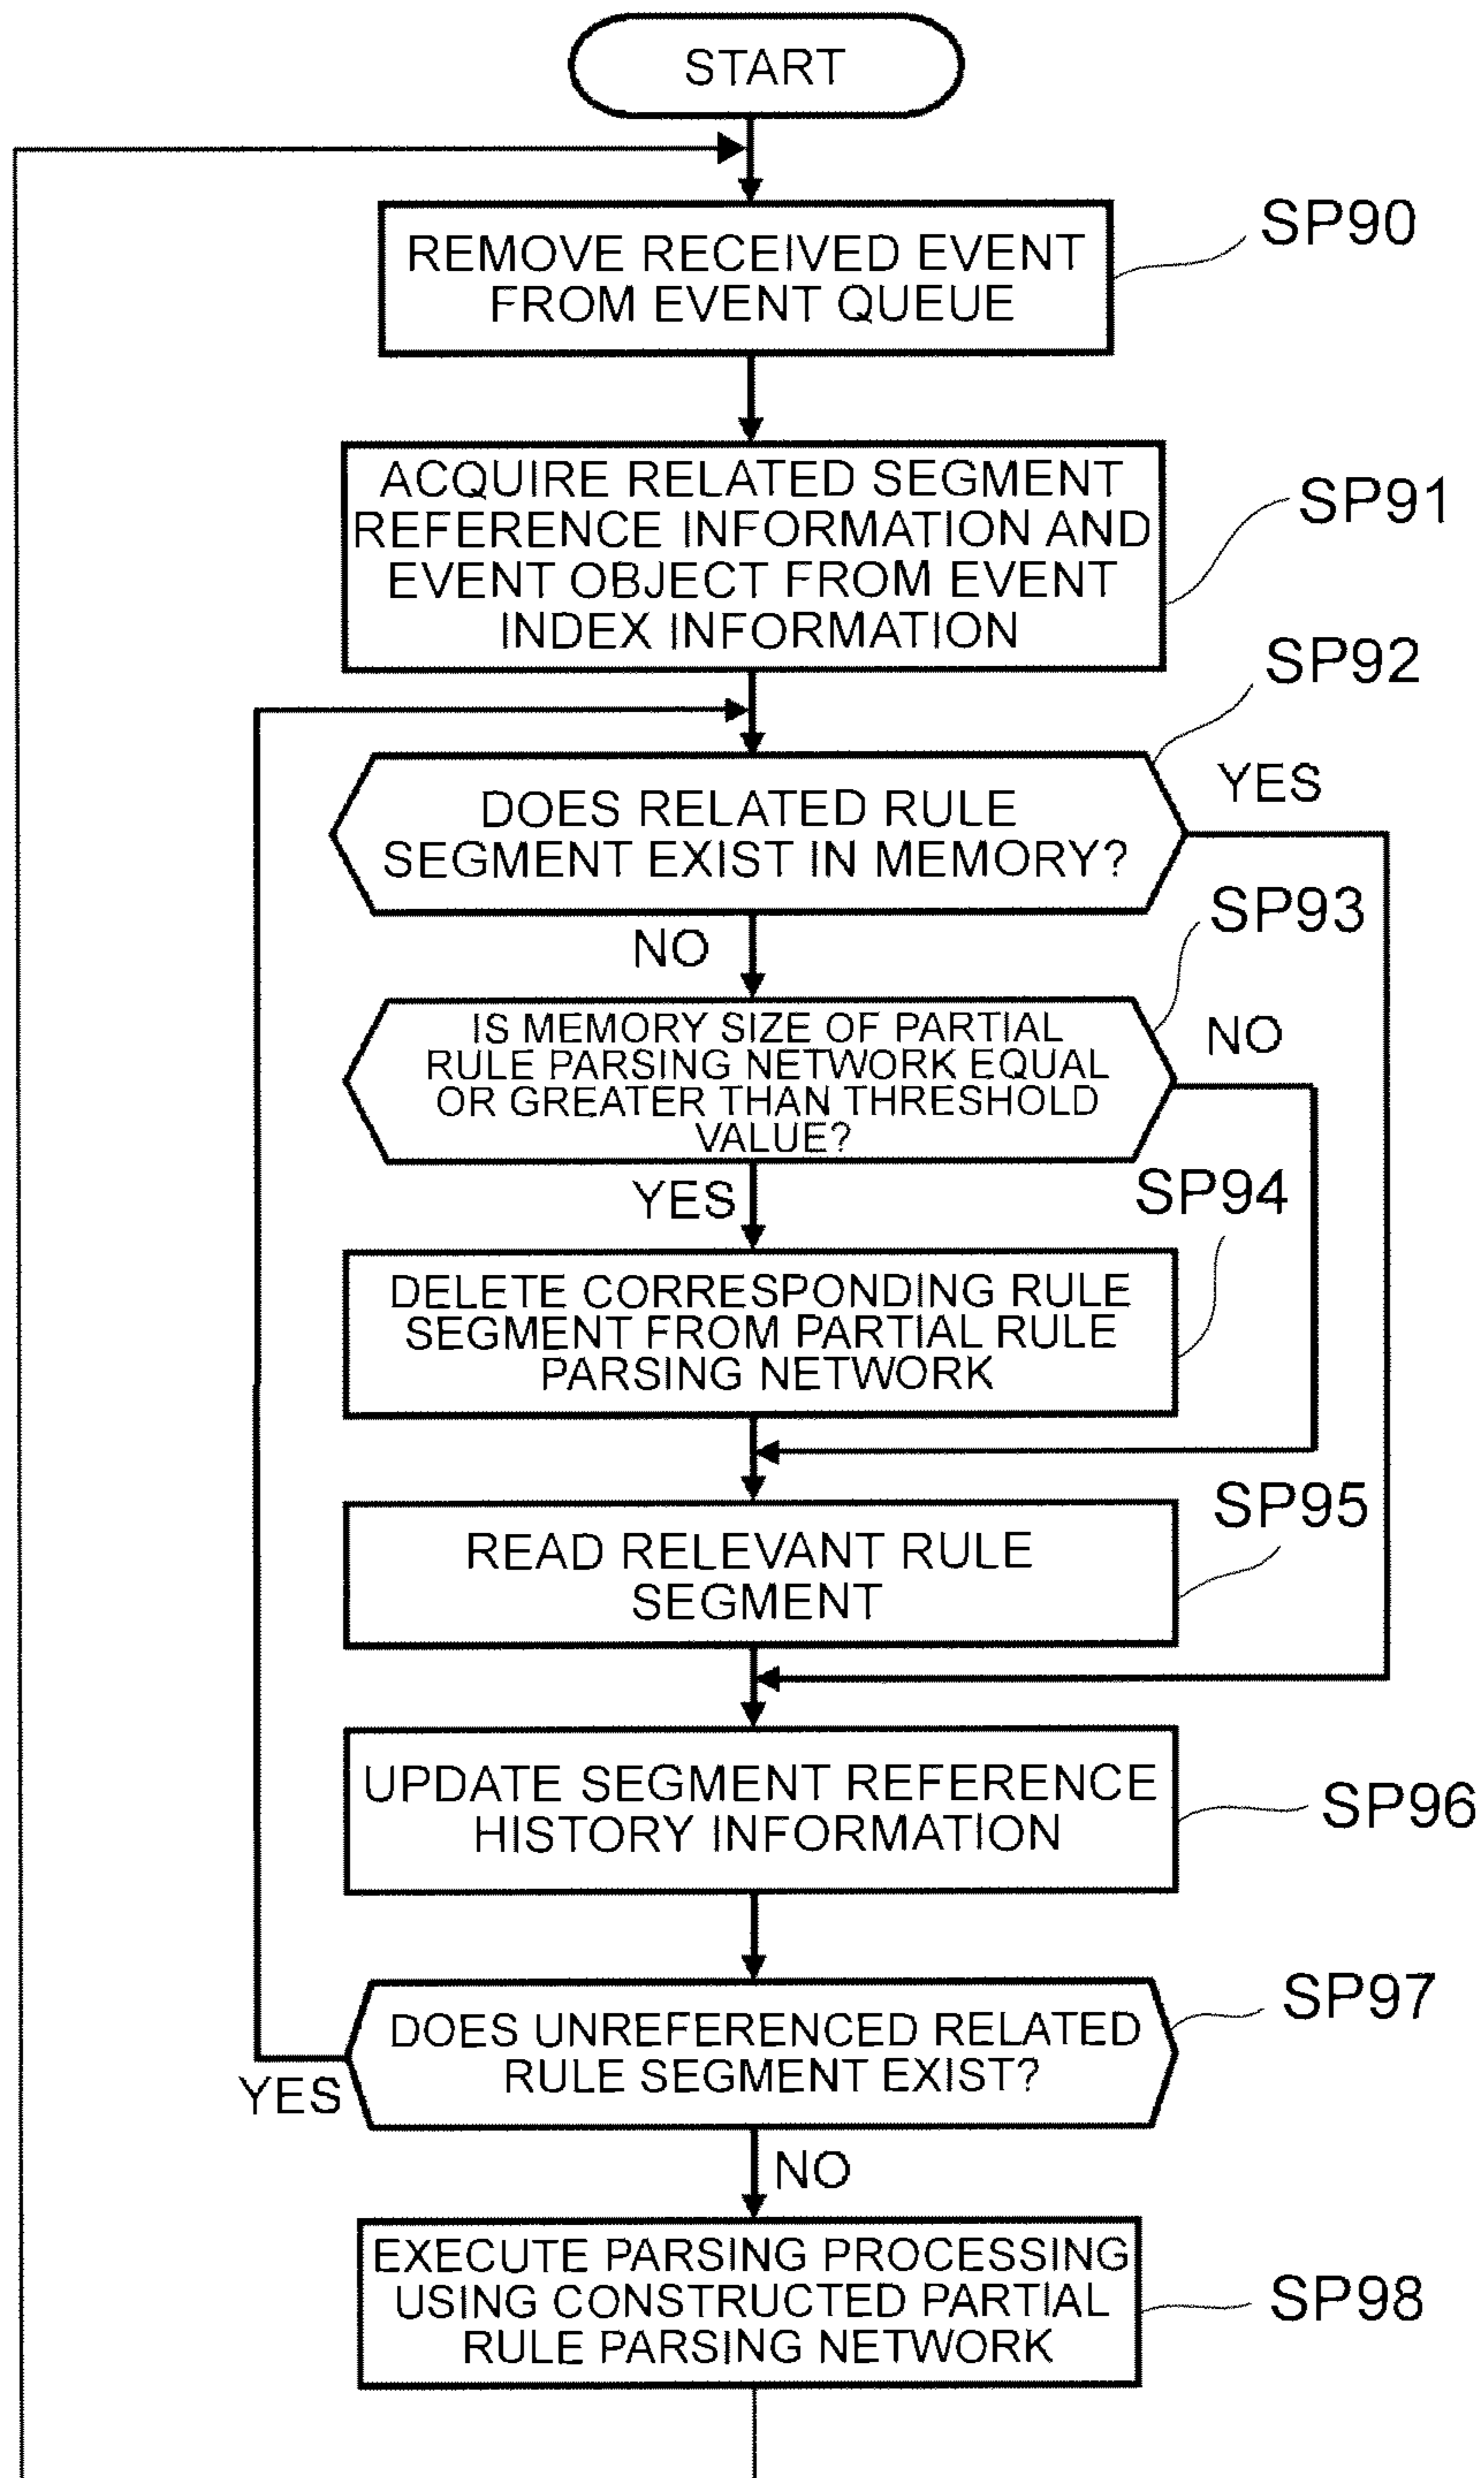 START
REMOVE RECEIVED EVENT
FROM EVENT QUEUE
SP90
ACQUIRE RELATED SEGMENT
REFERENCE INFORMATION AND
EVENT OBJECT FROM EVENT
INDEX INFORMATION
SP91
SP92
DOES RELATED RULE
SEGMENT EXIST IN MEMORY?
YES
NO
SP93
IS MEMORY SIZE OF PARTIAL
RULE PARSING NETWORK EQUAL
OR GREATER THAN THRESHOLD
VALUE?
NO
YES
SP94
DELETE CORRESPONDING RULE
SEGMENT FROM PARTIAL RULE
PARSING NETWORK
SP95
READ RELEVANT RULE
SEGMENT
UPDATE SEGMENT REFERENCE
HISTORY INFORMATION
SP96
SP97
DOES UNREFERENCED RELATED
RULE SEGMENT EXIST?
YES
NO
EXECUTE PARSING PROCESSING
USING CONSTRUCTED PARTIAL
RULE PARSING NETWORK
SP98